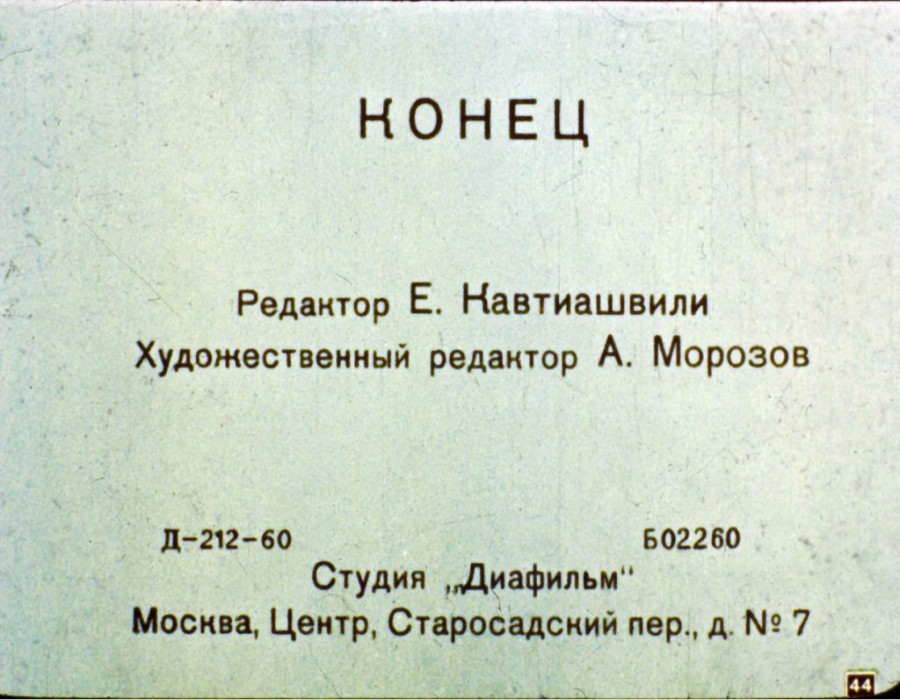 КОНЕЦ
Редактор Е. Кавтиашвили
Художественный редактор А. Морозов
Д–212–60 Б02260
Студия „Диафильм“
Москва, Центр, Старосадский пер., д. № 7
44